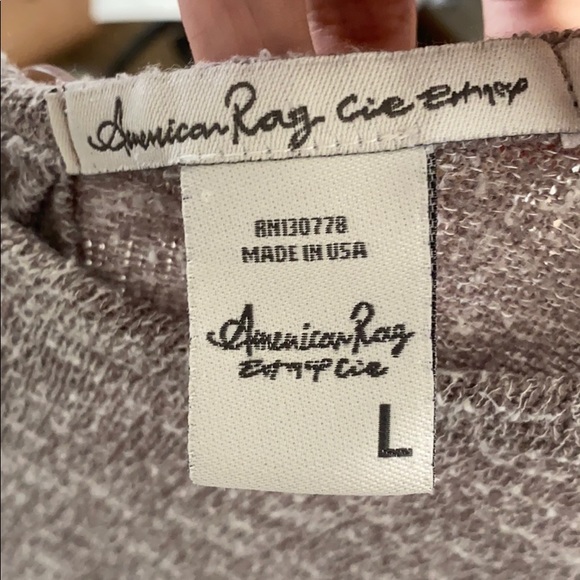 American Rag Cie
RN130778
MADE IN USA
American Rag
Cie
L